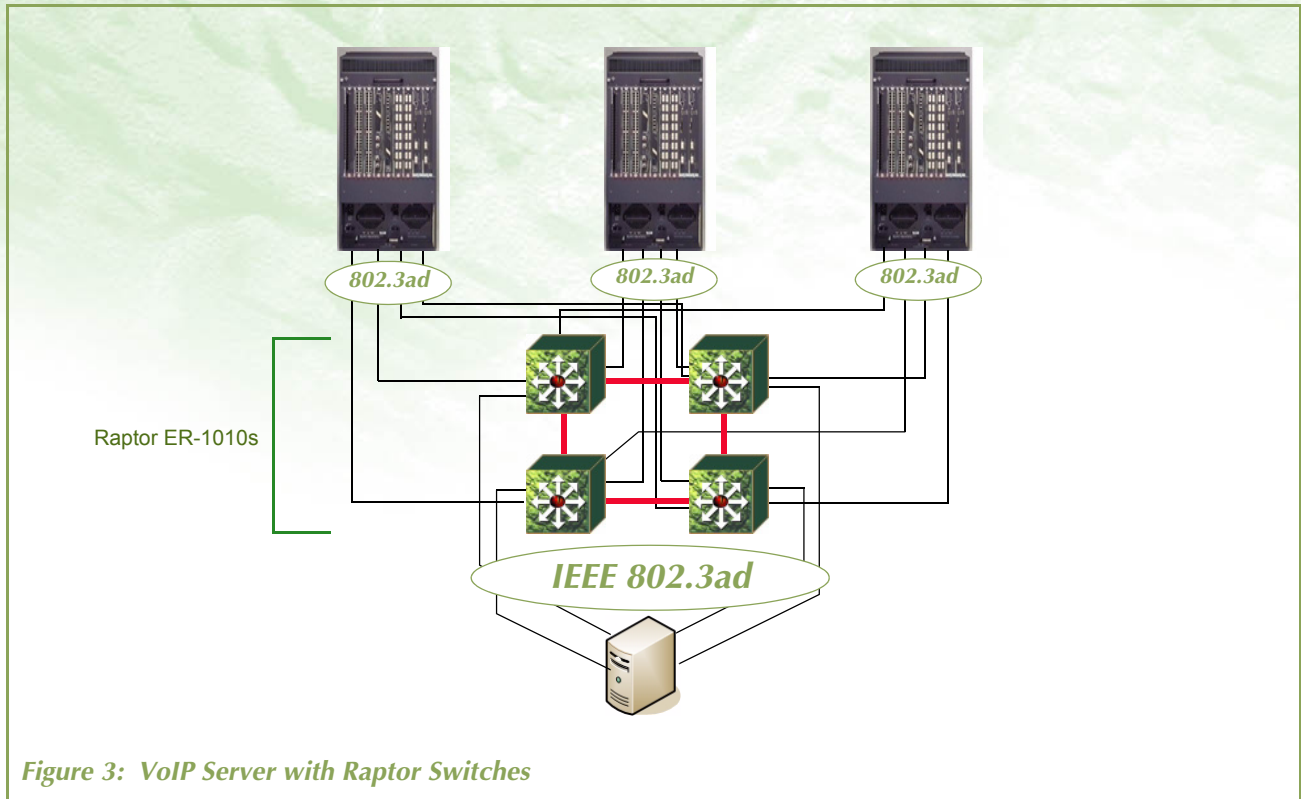 802.3ad
802.3ad
802.3ad
Raptor ER-1010s
IEEE 802.3ad
Figure 3: VoIP Server with Raptor Switches